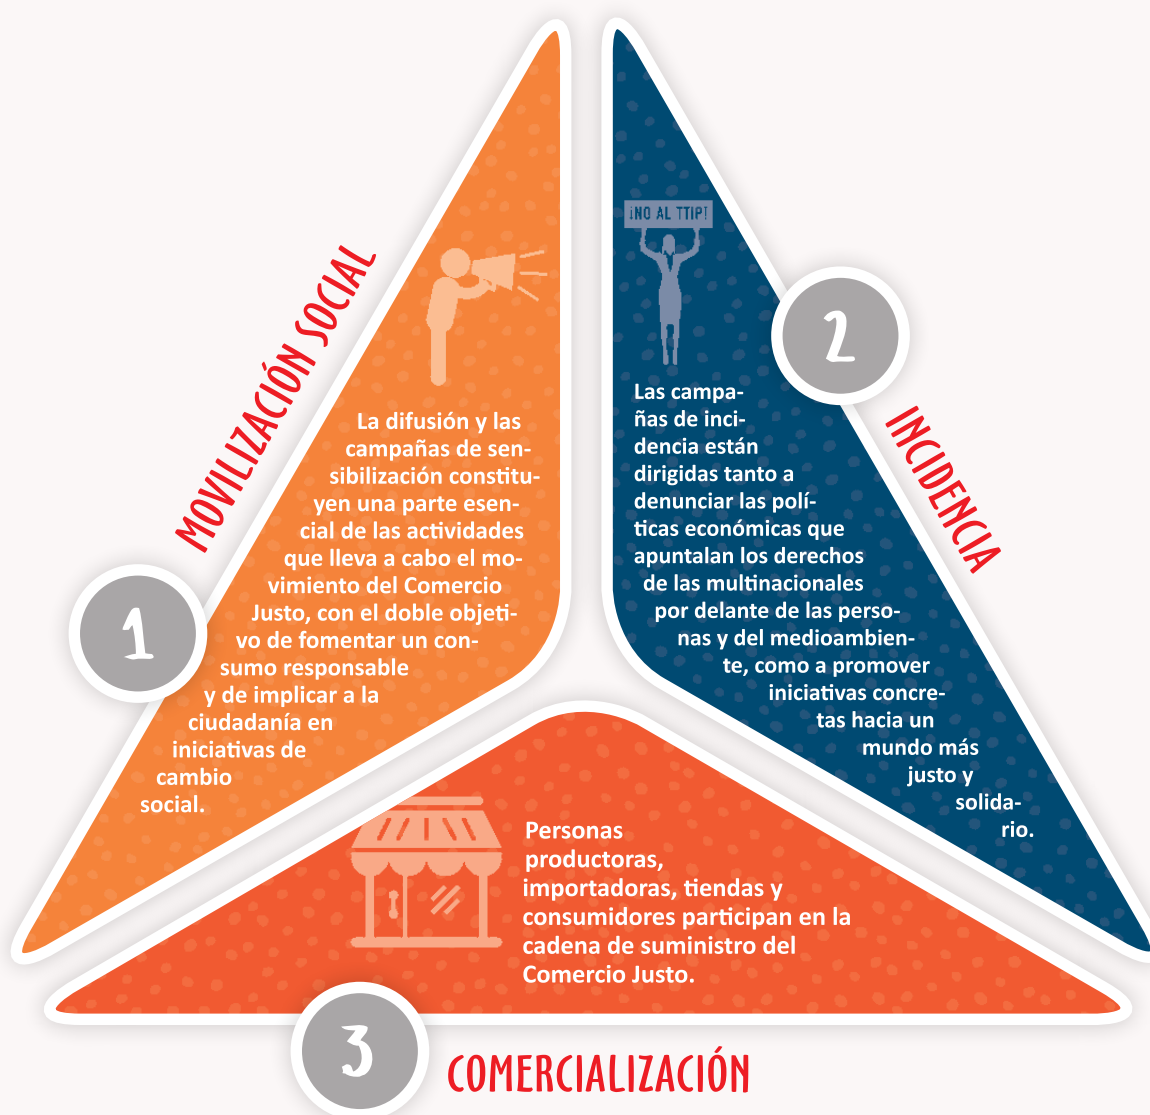 MOVILIZACIÓN SOCIAL
1
La difusión y las
campañas de sen-
sibilización constitu-
yen una parte esen-
cial de las actividades
que lleva a cabo el mo-
vimiento del Comercio
Justo, con el doble objeti-
vo de fomentar un con-
sumo responsable
y de implicar a la
ciudadanía en
iniciativas de
cambio
social.
¡NO AL TTIP!
2
INCIDENCIA
Las campa-
ñas de inci-
dencia están
dirigidas tanto a
denunciar las polí-
ticas económicas que
apuntalan los derechos
de las multinacionales
por delante de las perso-
nas y del medioambien-
te, como a promover
iniciativas concre-
tas hacia un
mundo más
justo y
solida-
rio.
Personas
productoras,
importadoras, tiendas y
consumidores participan en la
cadena de suministro del
Comercio Justo.
3
COMERCIALIZACIÓN